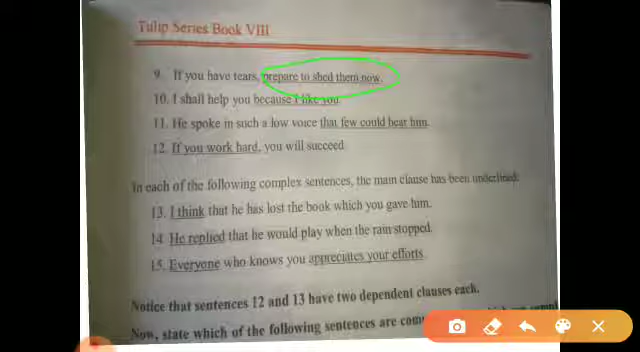 Tulip Series Book VIII
9. If you have tears, prepare to shed them now.
10. I shall help you because I like you.
11. He spoke in such a low voice that few could hear him.
12. If you work hard, you will succeed.
In each of the following complex sentences, the main clause has been underlined:
13. I think that he has lost the book which you gave him.
14. He replied that he would play when the rain stopped.
15. Everyone who knows you appreciates your efforts.
Notice that sentences 12 and 13 have two dependent clauses each.
Now, state which of the following sentences are